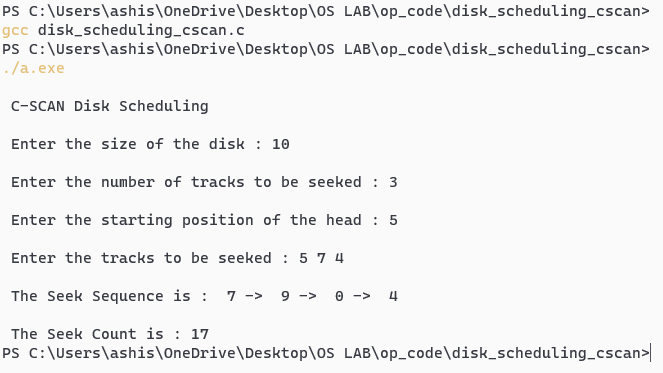 PS C:\Users\ashis\OneDrive\Desktop\OS LAB\op_code\disk_scheduling_cscan>
gcc disk_scheduling_cscan.c
PS C:\Users\ashis\OneDrive\Desktop\OS LAB\op_code\disk_scheduling_cscan>
./a.exe
C-SCAN Disk Scheduling
Enter the size of the disk : 10
Enter the number of tracks to be seeked : 3
Enter the starting position of the head : 5
Enter the tracks to be seeked : 5 7 4
The Seek Sequence is :  7 ->  9 ->  0 ->  4
The Seek Count is : 17
PS C:\Users\ashis\OneDrive\Desktop\OS LAB\op_code\disk_scheduling_cscan>